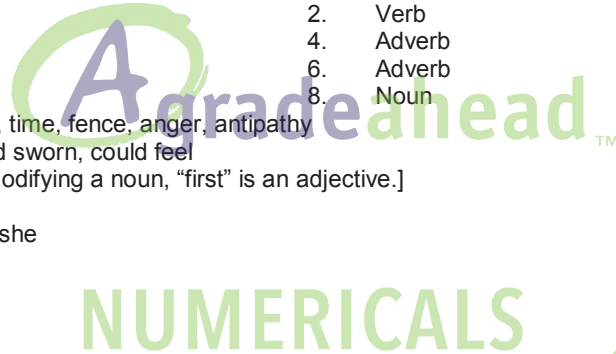 2. Verb
4. Adverb
6. Adverb
8. Noun
Agradeahead™
, time, fence, anger, antipathy
d sworn, could feel
odifying a noun, “first” is an adjective.]
she
NUMERICALS